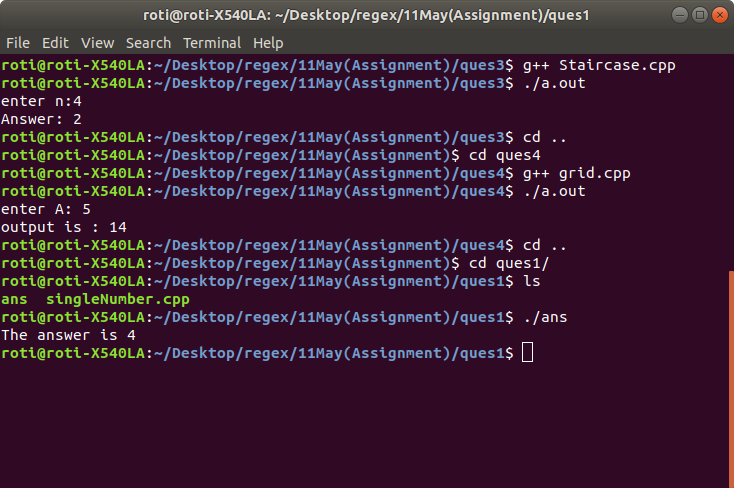 roti@roti-X540LA: ~/Desktop/regex/11May(Assignment)/ques1
File Edit View Search Terminal Help
roti@roti-X540LA:~/Desktop/regex/11May(Assignment)/ques3$ g++ Staircase.cpp
roti@roti-X540LA:~/Desktop/regex/11May(Assignment)/ques3$ ./a.out
enter n:4
Answer: 2
roti@roti-X540LA:~/Desktop/regex/11May(Assignment)/ques3$ cd ..
roti@roti-X540LA:~/Desktop/regex/11May(Assignment)$ cd ques4
roti@roti-X540LA:~/Desktop/regex/11May(Assignment)/ques4$ g++ grid.cpp
roti@roti-X540LA:~/Desktop/regex/11May(Assignment)/ques4$ ./a.out
enter A: 5
output is : 14
roti@roti-X540LA:~/Desktop/regex/11May(Assignment)/ques4$ cd ..
roti@roti-X540LA:~/Desktop/regex/11May(Assignment)$ cd ques1/
roti@roti-X540LA:~/Desktop/regex/11May(Assignment)/ques1$ ls
ans  singleNumber.cpp
roti@roti-X540LA:~/Desktop/regex/11May(Assignment)/ques1$ ./ans
The answer is 4
roti@roti-X540LA:~/Desktop/regex/11May(Assignment)/ques1$